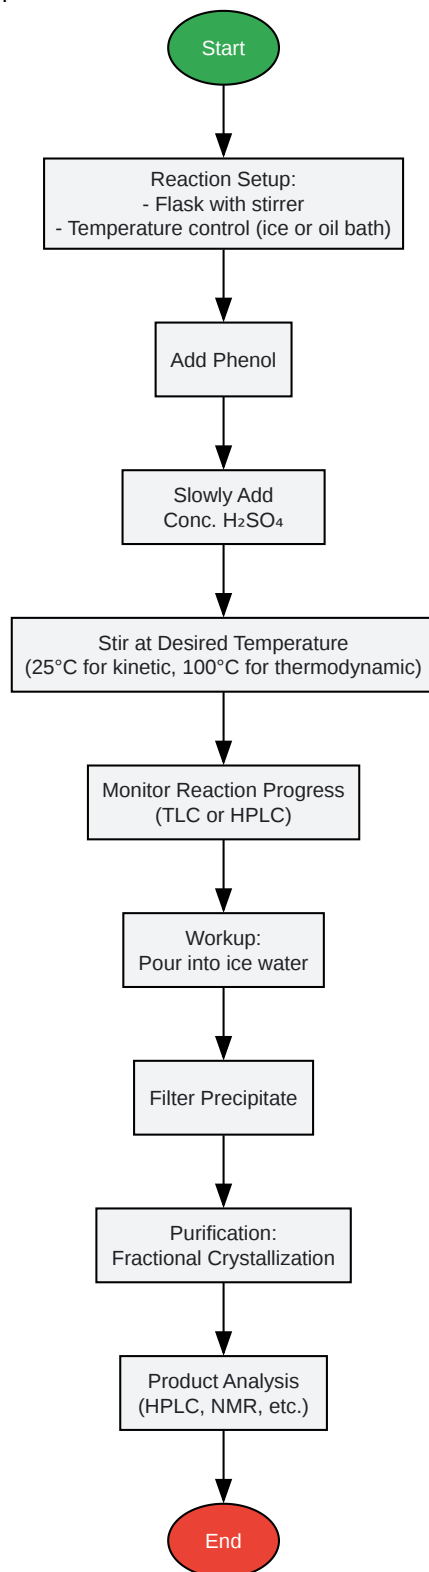 Start
Reaction Setup:
- Flask with stirrer
- Temperature control (ice or oil bath)
Add Phenol
Slowly Add
Conc. H₂SO₄
Stir at Desired Temperature
(25°C for kinetic, 100°C for thermodynamic)
Monitor Reaction Progress
(TLC or HPLC)
Workup:
Pour into ice water
Filter Precipitate
Purification:
Fractional Crystallization
Product Analysis
(HPLC, NMR, etc.)
End